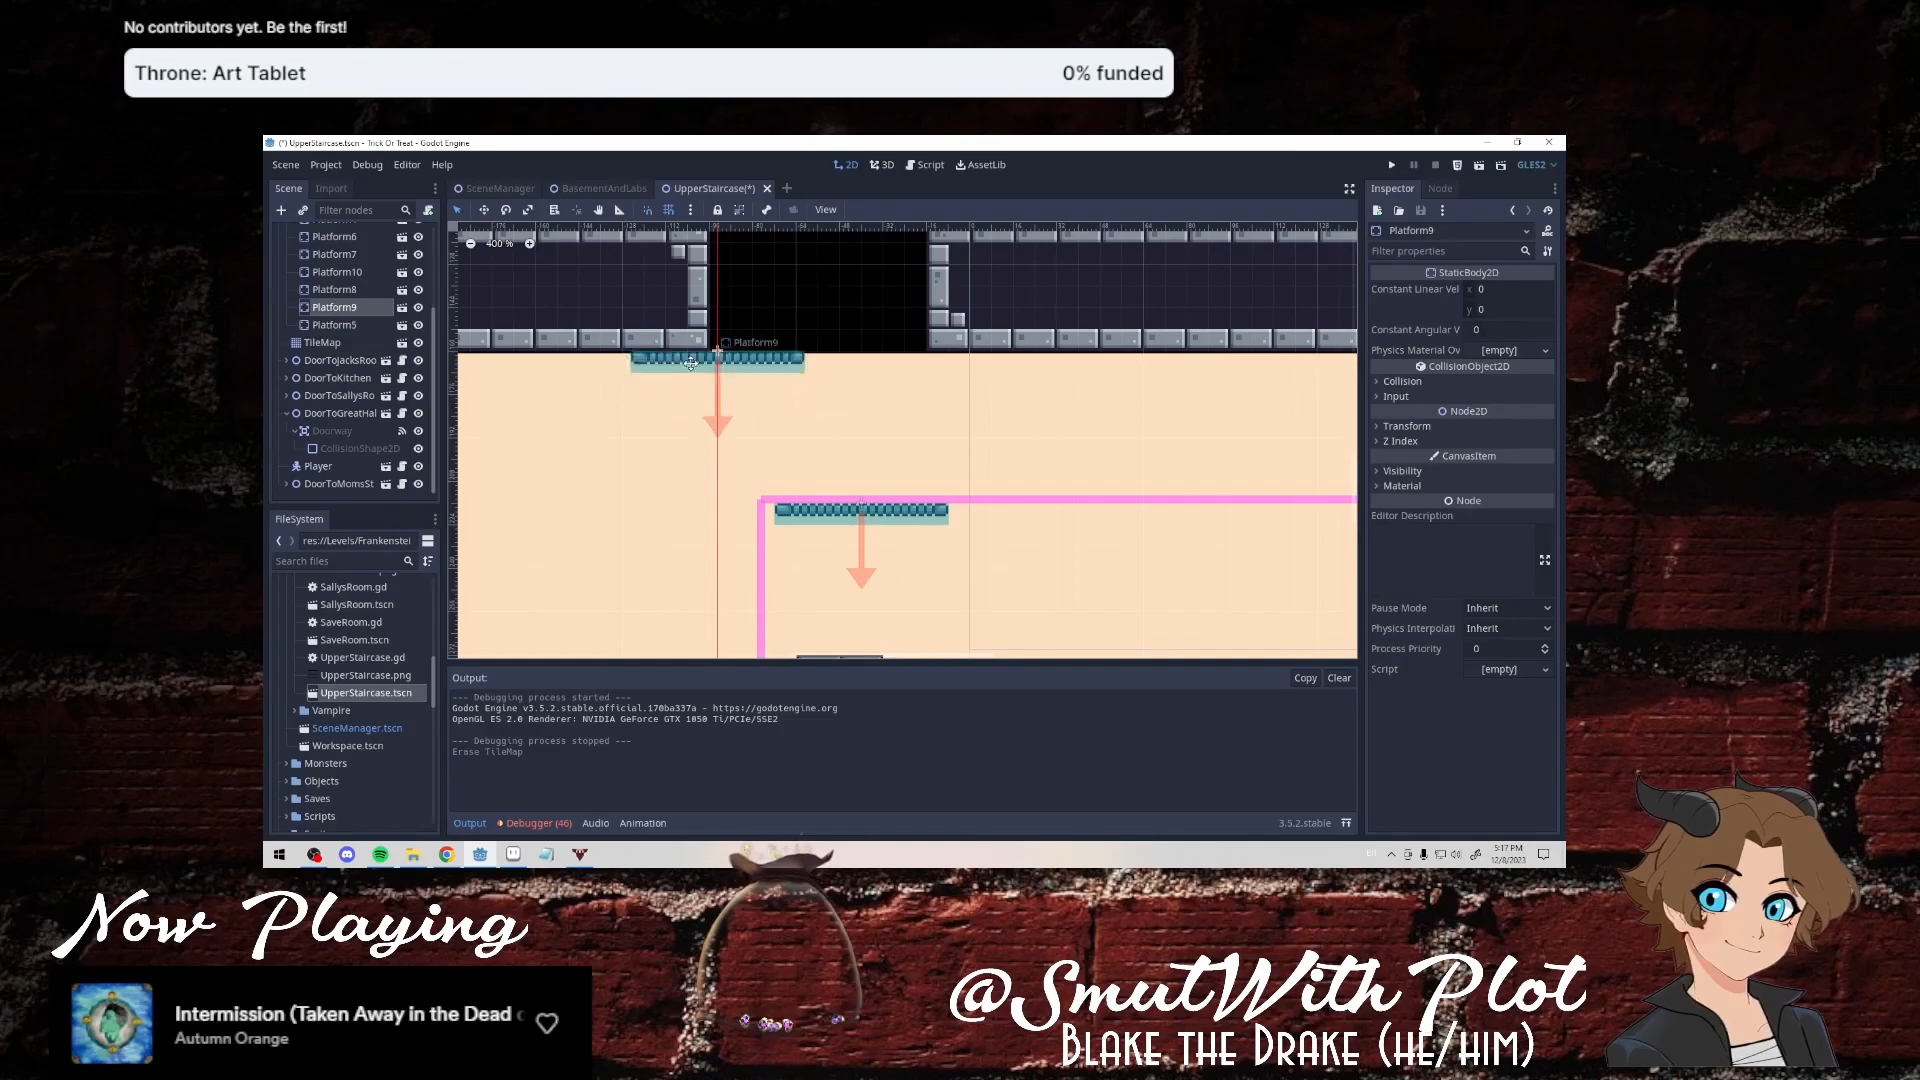 No contributors yet. Be the first!
Throne: Art Tablet
0% funded
(*) UpperStaircase.tscn - Trick Or Treat - Godot Engine
Scene Project Debug Editor Help
2D 3D Script AssetLib
GLES2
Scene Import
SceneManager BasementAndLabs UpperStaircase(*)
Inspector Node
Filter nodes
View
400 %
Platform6
Platform7
Platform10
Platform8
Platform9
Platform5
TileMap
DoorToJacksRoo
DoorToKitchen
DoorToSallysRo
DoorToGreatHal
Doorway
CollisionShape2D
Player
DoorToMomsSt
Platform9
FileSystem
res://Levels/Frankenstei
Search files
SallysRoom.gd
SallysRoom.tscn
SaveRoom.gd
SaveRoom.tscn
UpperStaircase.gd
UpperStaircase.png
UpperStaircase.tscn
Vampire
SceneManager.tscn
Workspace.tscn
Monsters
Objects
Saves
Scripts
Output:
Copy Clear
--- Debugging process started ---
Godot Engine v3.5.2.stable.official.170ba337a - https://godotengine.org
OpenGL ES 2.0 Renderer: NVIDIA GeForce GTX 1050 Ti/PCIe/SSE2
--- Debugging process stopped ---
Erase TileMap
Output Debugger (46) Audio Animation
3.5.2.stable
Platform9
Filter properties
StaticBody2D
Constant Linear Vel x 0
y 0
Constant Angular V 0
Physics Material Ov [empty]
CollisionObject2D
Collision
Input
Node2D
Transform
Z Index
CanvasItem
Visibility
Material
Node
Editor Description
Pause Mode Inherit
Physics Interpolati Inherit
Process Priority 0
Script [empty]
5:17 PM
12/8/2023
Now Playing
Intermission (Taken Away in the Dead
Autumn Orange
@SmutWithPlot
Blake the Drake (he/him)